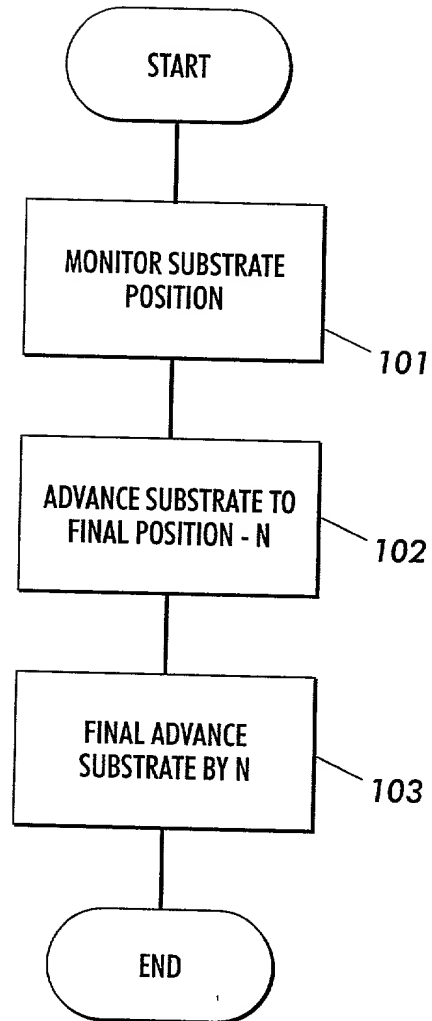 START
MONITOR SUBSTRATE
POSITION
101
ADVANCE SUBSTRATE TO
FINAL POSITION - N
102
FINAL ADVANCE
SUBSTRATE BY N
103
END